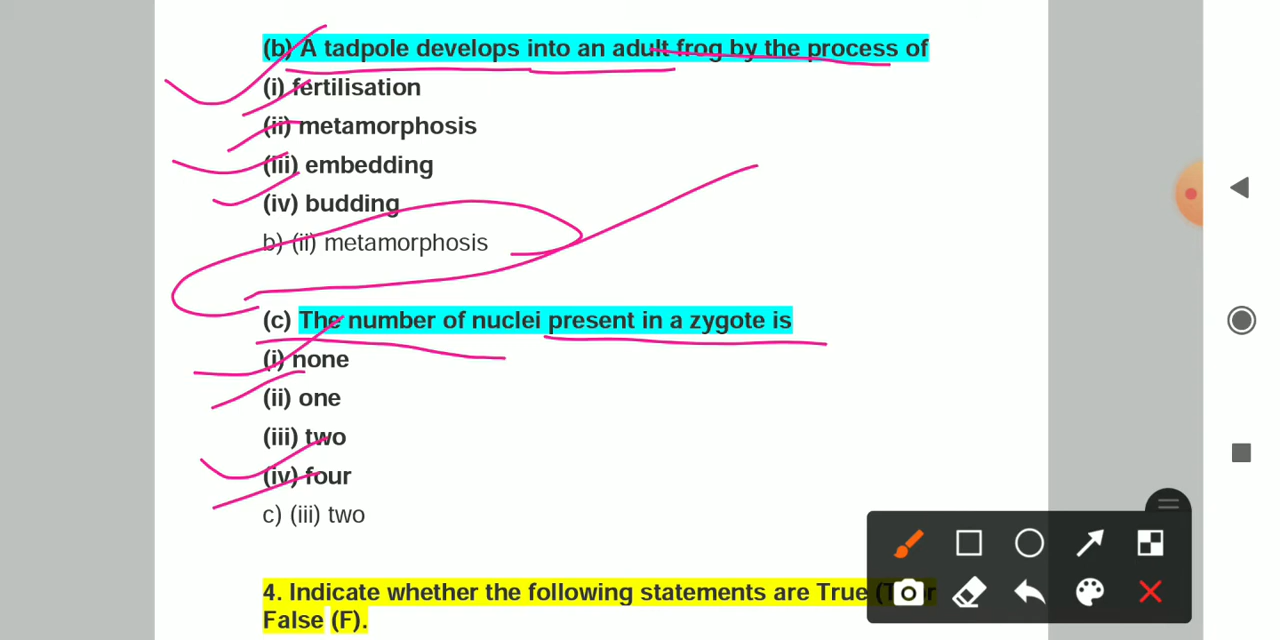 (b) A tadpole develops into an adult frog by the process of
(i) fertilisation
(ii) metamorphosis
(iii) embedding
(iv) budding
b) (ii) metamorphosis
(c) The number of nuclei present in a zygote is
(i) none
(ii) one
(iii) two
(iv) four
c) (iii) two
4. Indicate whether the following statements are True (T) or
False (F).